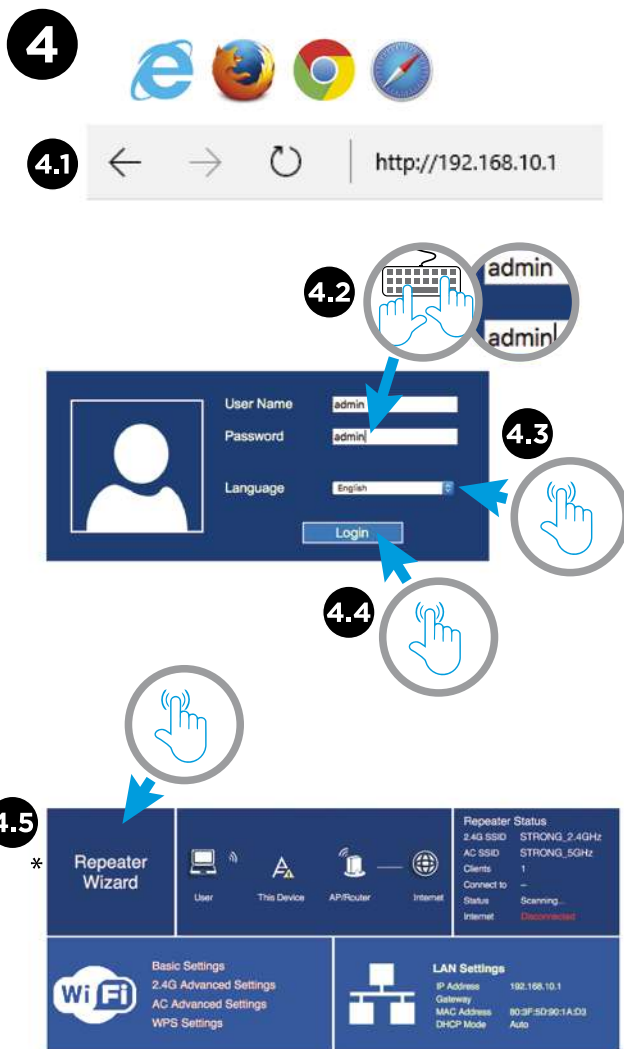 4
4.1
http://192.168.10.1
4.2
admin
admin
User Name
admin
Password
admin
4.3
Language
English
Login
4.4
4.5
*
Repeater
Wizard
User
This Device
AP/Router
Internet
Repeater Status
2.4G SSID STRONG_2.4GHz
AC SSID STRONG_5GHz
Clients 1
Connect to --
Status Scanning...
Internet Disconnected
WiFi
Basic Settings
2.4G Advanced Settings
AC Advanced Settings
WPS Settings
LAN Settings
IP Address 192.168.10.1
Gateway
MAC Address 80:3F:5D:90:1A:D3
DHCP Mode Auto